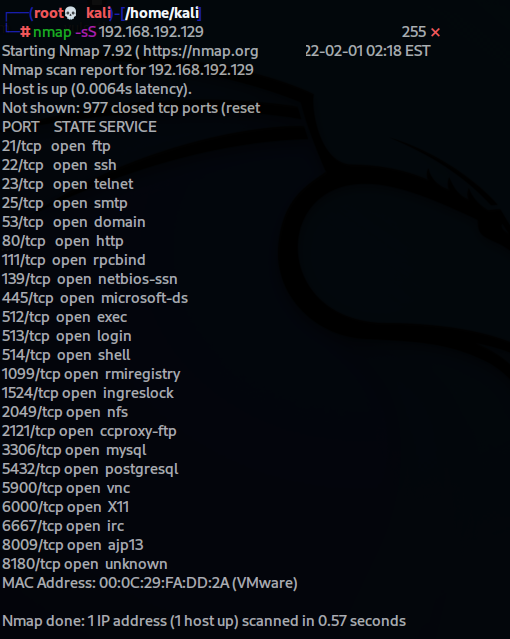 ┌──(root💀kali)-[/home/kali]
└─# nmap -sS 192.168.192.129 255 ⨯
Starting Nmap 7.92 ( https://nmap.org 22-02-01 02:18 EST
Nmap scan report for 192.168.192.129
Host is up (0.0064s latency).
Not shown: 977 closed tcp ports (reset
PORT STATE SERVICE
21/tcp open ftp
22/tcp open ssh
23/tcp open telnet
25/tcp open smtp
53/tcp open domain
80/tcp open http
111/tcp open rpcbind
139/tcp open netbios-ssn
445/tcp open microsoft-ds
512/tcp open exec
513/tcp open login
514/tcp open shell
1099/tcp open rmiregistry
1524/tcp open ingreslock
2049/tcp open nfs
2121/tcp open ccproxy-ftp
3306/tcp open mysql
5432/tcp open postgresql
5900/tcp open vnc
6000/tcp open X11
6667/tcp open irc
8009/tcp open ajp13
8180/tcp open unknown
MAC Address: 00:0C:29:FA:DD:2A (VMware)
Nmap done: 1 IP address (1 host up) scanned in 0.57 seconds